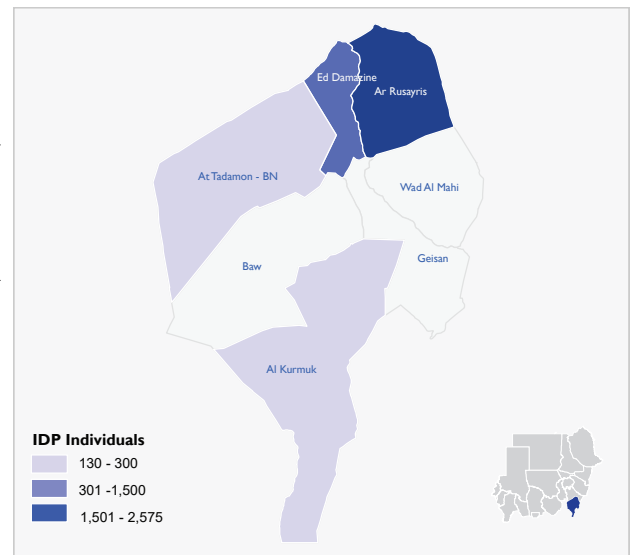 Ed Damazine
Ar Rusayris
At Tadamon - BN
Wad Al Mahi
Baw
Geisan
Al Kurmuk
IDP Individuals
130 - 300
301 -1,500
1,501 - 2,575